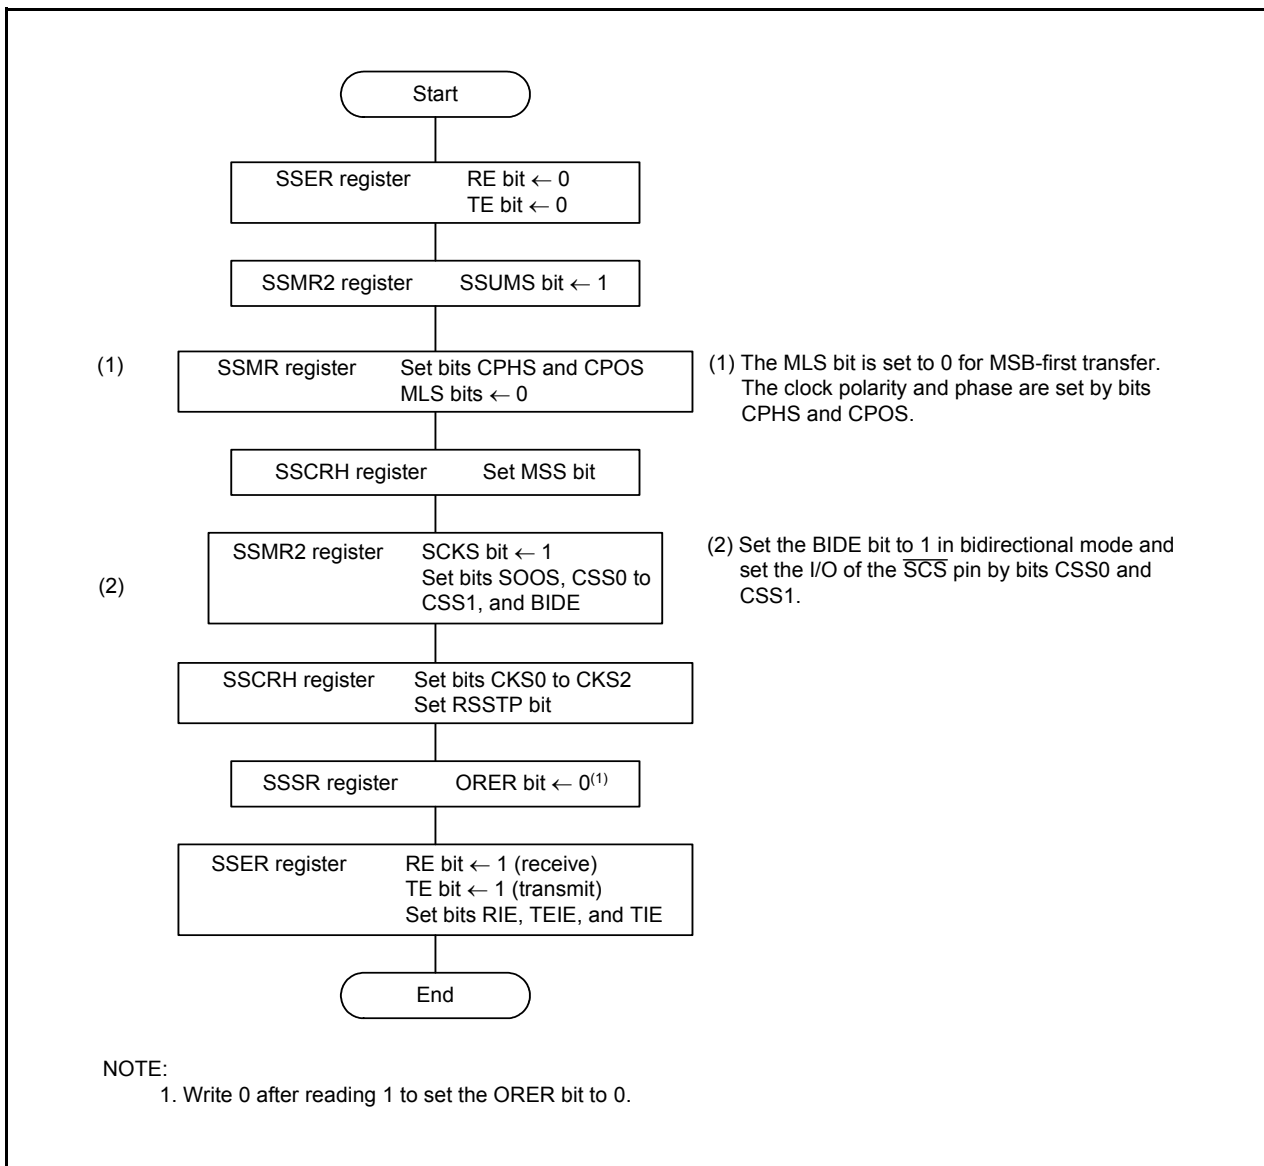 Start
SSER register RE bit ← 0
TE bit ← 0
SSMR2 register SSUMS bit ← 1
(1) SSMR register Set bits CPHS and CPOS
MLS bits ← 0
(1) The MLS bit is set to 0 for MSB-first transfer.
The clock polarity and phase are set by bits
CPHS and CPOS.
SSCRH register Set MSS bit
(2) SSMR2 register SCKS bit ← 1
Set bits SOOS, CSS0 to
CSS1, and BIDE
(2) Set the BIDE bit to 1 in bidirectional mode and
set the I/O of the S̅C̅S̅ pin by bits CSS0 and
CSS1.
SSCRH register Set bits CKS0 to CKS2
Set RSSTP bit
SSSR register ORER bit ← 0(1)
SSER register RE bit ← 1 (receive)
TE bit ← 1 (transmit)
Set bits RIE, TEIE, and TIE
End
NOTE:
1. Write 0 after reading 1 to set the ORER bit to 0.